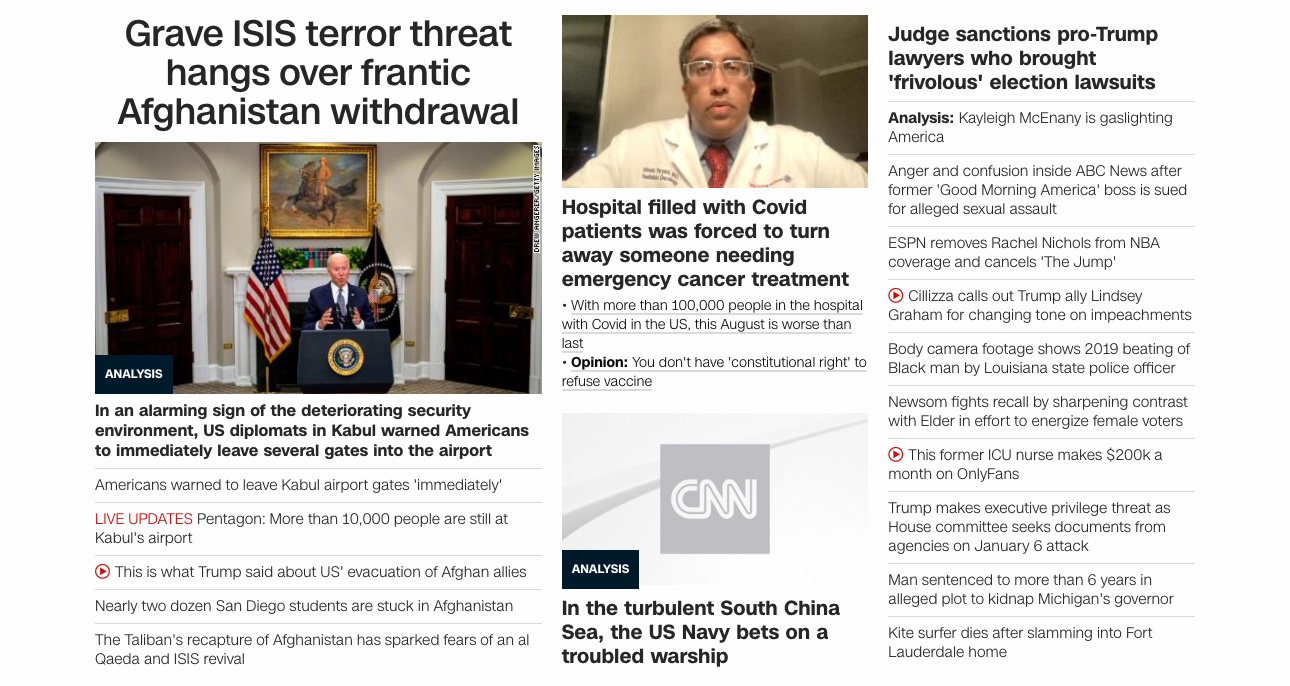 Grave ISIS terror threat
hangs over frantic
Afghanistan withdrawal
DREW ANGERER/GETTY IMAGES
ANALYSIS
In an alarming sign of the deteriorating security
environment, US diplomats in Kabul warned Americans
to immediately leave several gates into the airport
Americans warned to leave Kabul airport gates 'immediately'
LIVE UPDATES Pentagon: More than 10,000 people are still at
Kabul's airport
This is what Trump said about US' evacuation of Afghan allies
Nearly two dozen San Diego students are stuck in Afghanistan
The Taliban's recapture of Afghanistan has sparked fears of an al
Qaeda and ISIS revival
Hospital filled with Covid
patients was forced to turn
away someone needing
emergency cancer treatment
• With more than 100,000 people in the hospital
with Covid in the US, this August is worse than
last
• Opinion: You don't have 'constitutional right' to
refuse vaccine
CNN
ANALYSIS
In the turbulent South China
Sea, the US Navy bets on a
troubled warship
Judge sanctions pro-Trump
lawyers who brought
'frivolous' election lawsuits
Analysis: Kayleigh McEnany is gaslighting
America
Anger and confusion inside ABC News after
former 'Good Morning America' boss is sued
for alleged sexual assault
ESPN removes Rachel Nichols from NBA
coverage and cancels 'The Jump'
Cillizza calls out Trump ally Lindsey
Graham for changing tone on impeachments
Body camera footage shows 2019 beating of
Black man by Louisiana state police officer
Newsom fights recall by sharpening contrast
with Elder in effort to energize female voters
This former ICU nurse makes $200k a
month on OnlyFans
Trump makes executive privilege threat as
House committee seeks documents from
agencies on January 6 attack
Man sentenced to more than 6 years in
alleged plot to kidnap Michigan's governor
Kite surfer dies after slamming into Fort
Lauderdale home